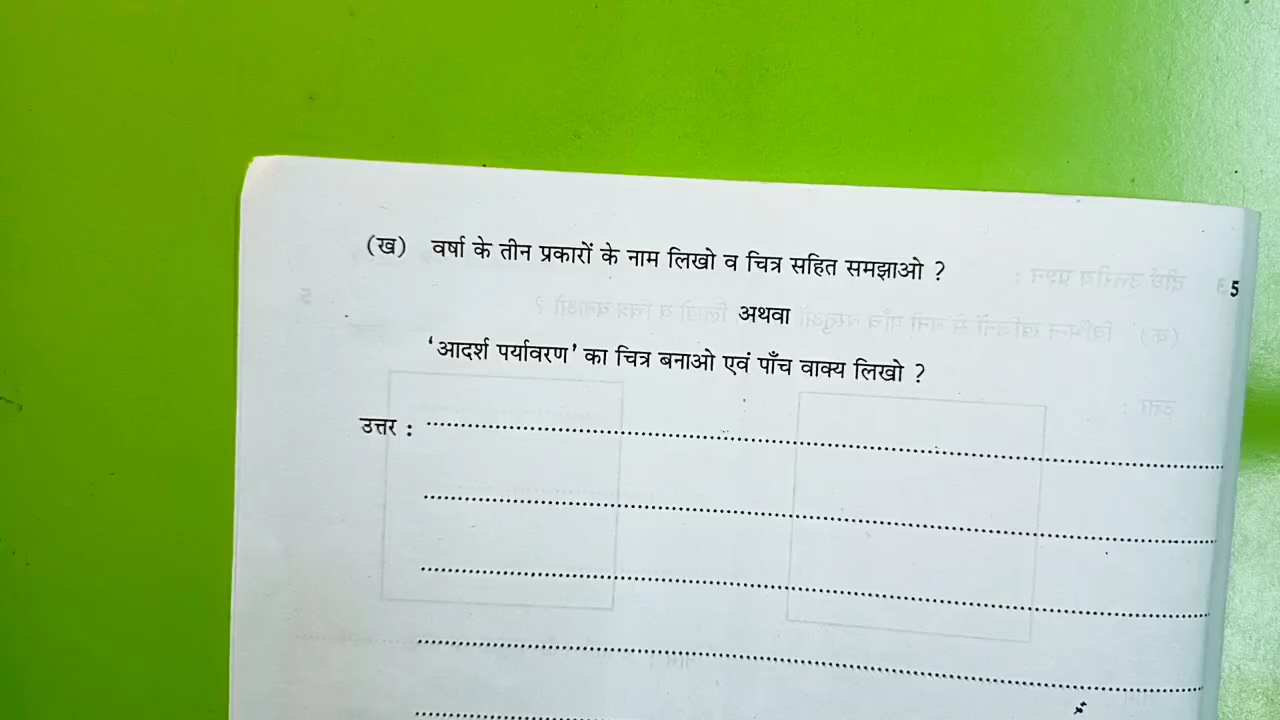 (ख) वर्षा के तीन प्रकारों के नाम लिखो व चित्र सहित समझाओ ? 5
अथवा
'आदर्श पर्यावरण' का चित्र बनाओ एवं पाँच वाक्य लिखो ?
उत्तर :